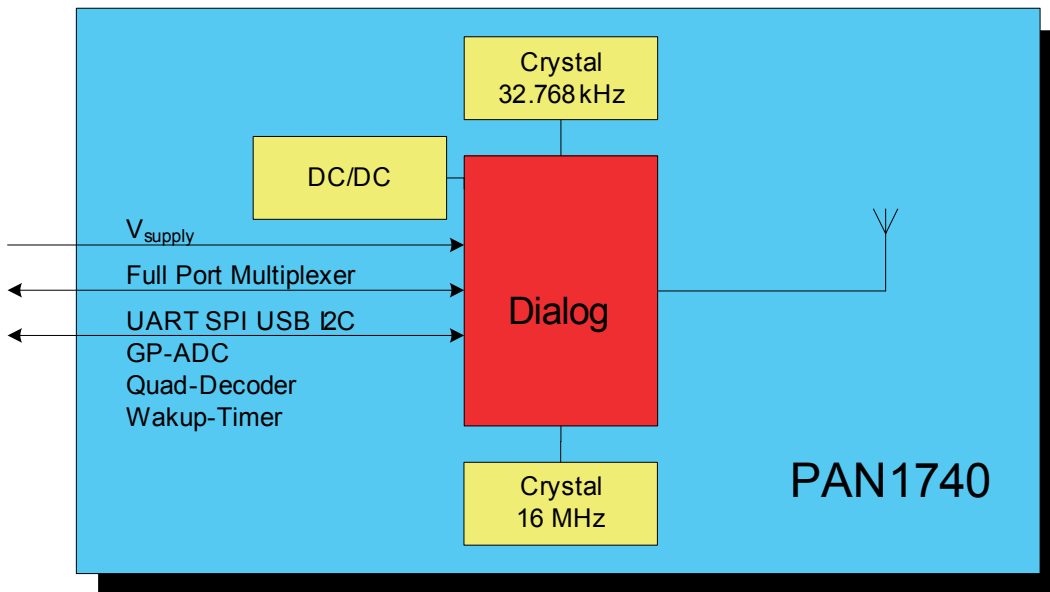 Crystal
32.768 kHz
DC/DC
Vsupply
Full Port Multiplexer
UART SPI USB I2C
GP-ADC
Quad-Decoder
Wakup-Timer
Dialog
Crystal
16 MHz
PAN1740